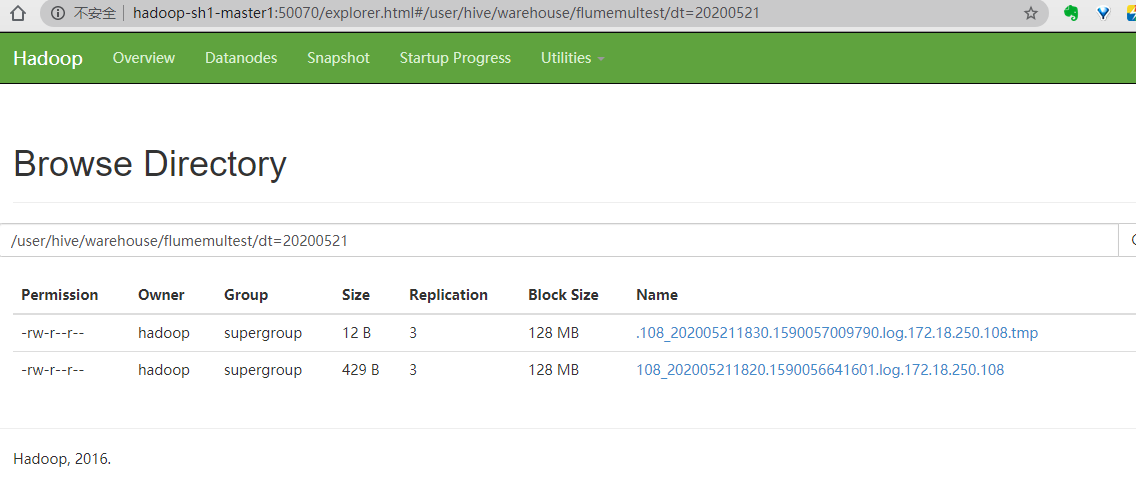 不安全 hadoop-sh1-master1:50070/explorer.html#/user/hive/warehouse/flumemultest/dt=20200521
Hadoop Overview Datanodes Snapshot Startup Progress Utilities
Browse Directory
/user/hive/warehouse/flumemultest/dt=20200521
Permission Owner Group Size Replication Block Size Name
-rw-r--r-- hadoop supergroup 12 B 3 128 MB .108_202005211830.1590057009790.log.172.18.250.108.tmp
-rw-r--r-- hadoop supergroup 429 B 3 128 MB 108_202005211820.1590056641601.log.172.18.250.108
Hadoop, 2016.